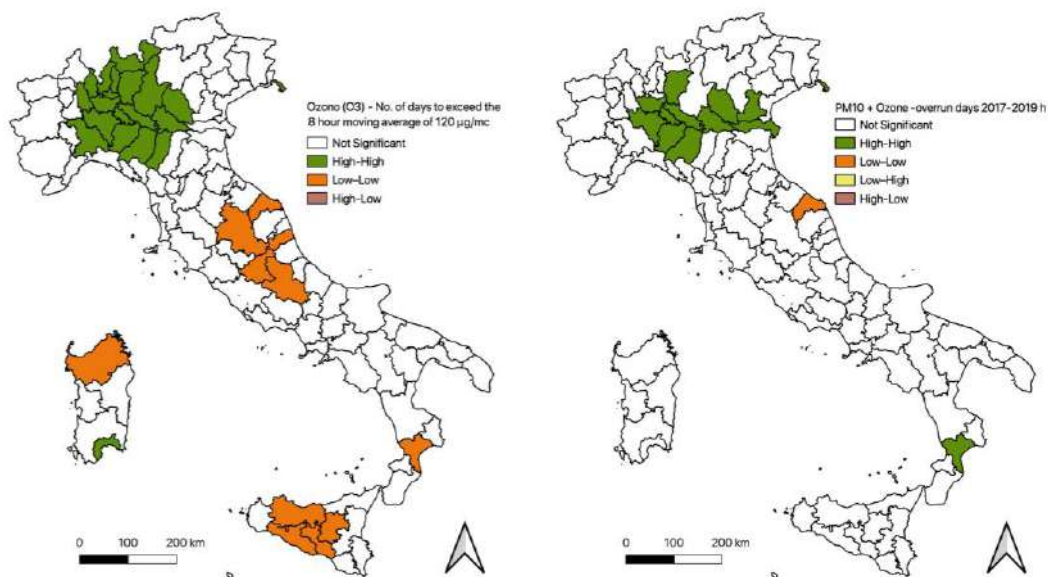 Ozono (O3) - No. of days to exceed the
8 hour moving average of 120 µg/mc
Not Significant
High-High
Low-Low
High-Low
0 100 200 km
PM10 + Ozone -overrun days 2017-2019 h
Not Significant
High-High
Low-Low
Low-High
High-Low
0 100 200 km